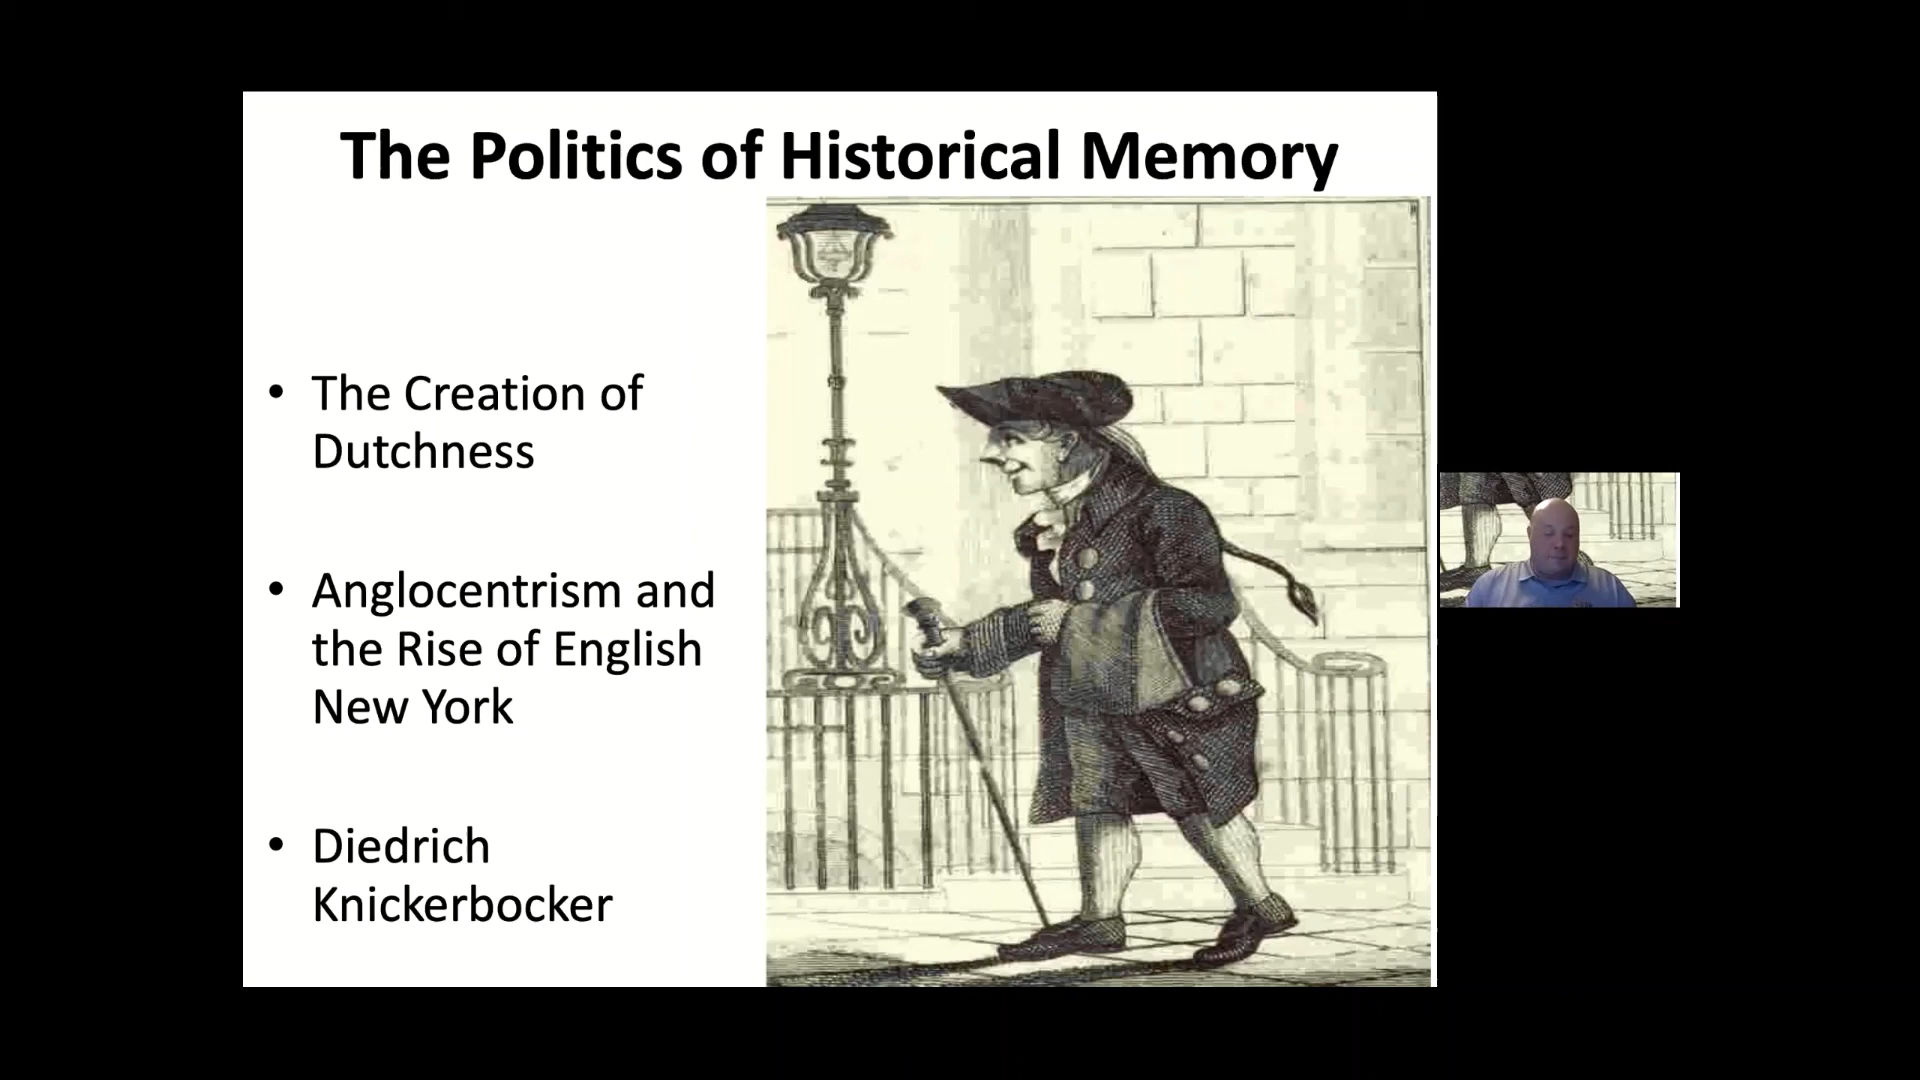 The Politics of Historical Memory
• The Creation of
Dutchness
• Anglocentrism and
the Rise of English
New York
• Diedrich
Knickerbocker